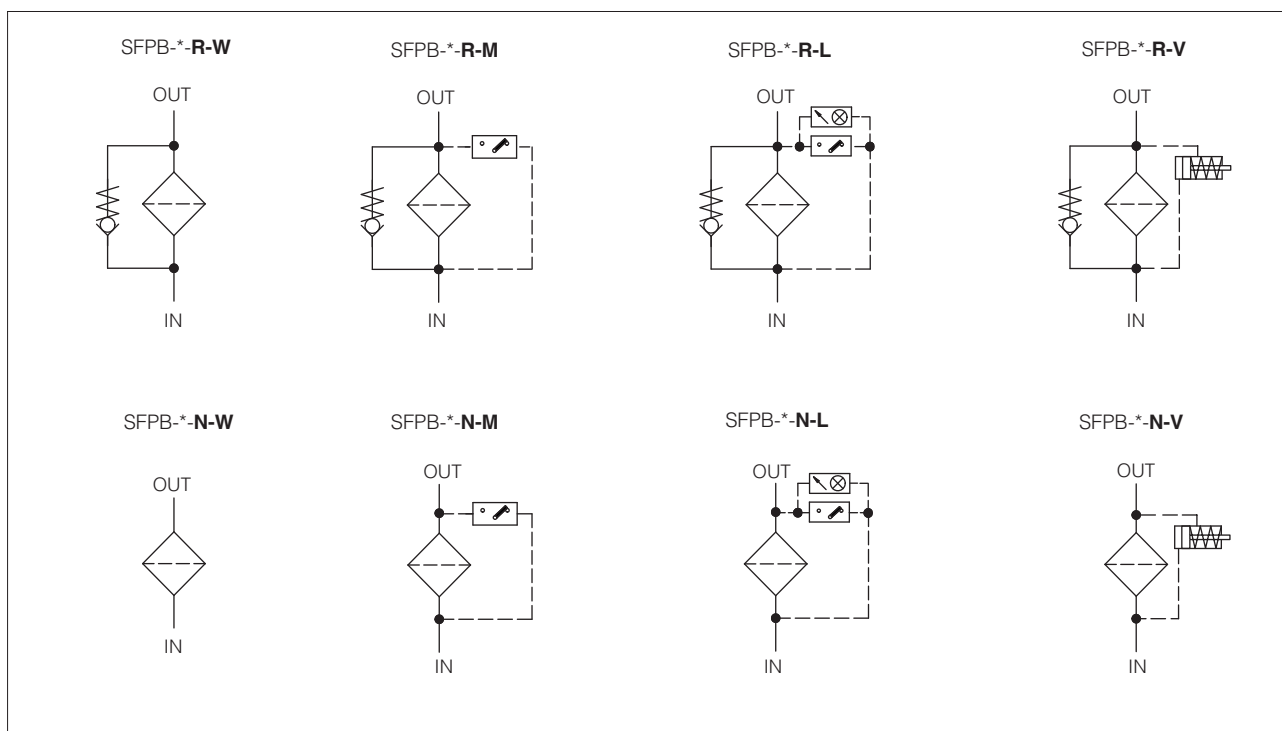 SFPB-*-R-W
SFPB-*-R-M
SFPB-*-R-L
SFPB-*-R-V
OUT
OUT
OUT
OUT
IN
IN
IN
IN
SFPB-*-N-W
SFPB-*-N-M
SFPB-*-N-L
SFPB-*-N-V
OUT
OUT
OUT
OUT
IN
IN
IN
IN